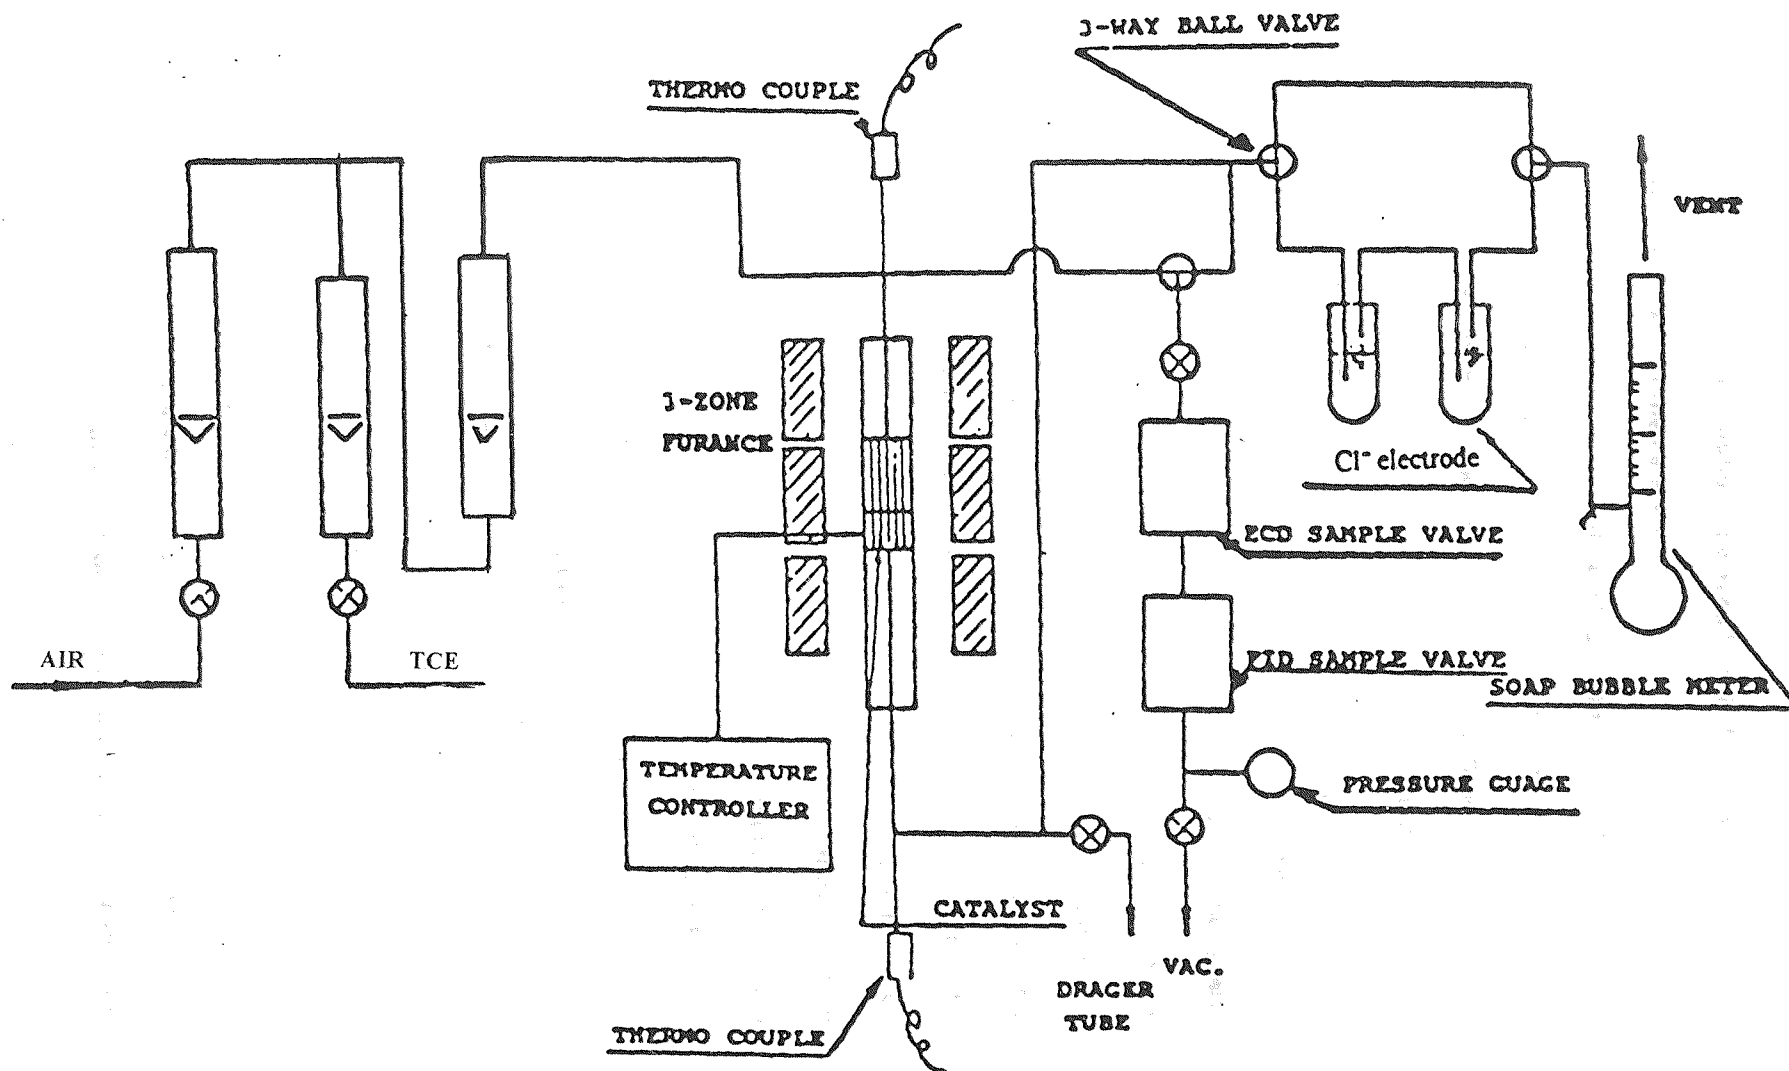 3-WAY BALL VALVE
THERMO COUPLE
VENT
3-ZONE
FURANCE
Cl⁻ electrode
ECD SAMPLE VALVE
AIR
TCE
FID SAMPLE VALVE
SOAP BUBBLE METER
TEMPERATURE
CONTROLLER
PRESSURE GUAGE
CATALYST
VAC.
DRAGER
TUBE
THERMO COUPLE